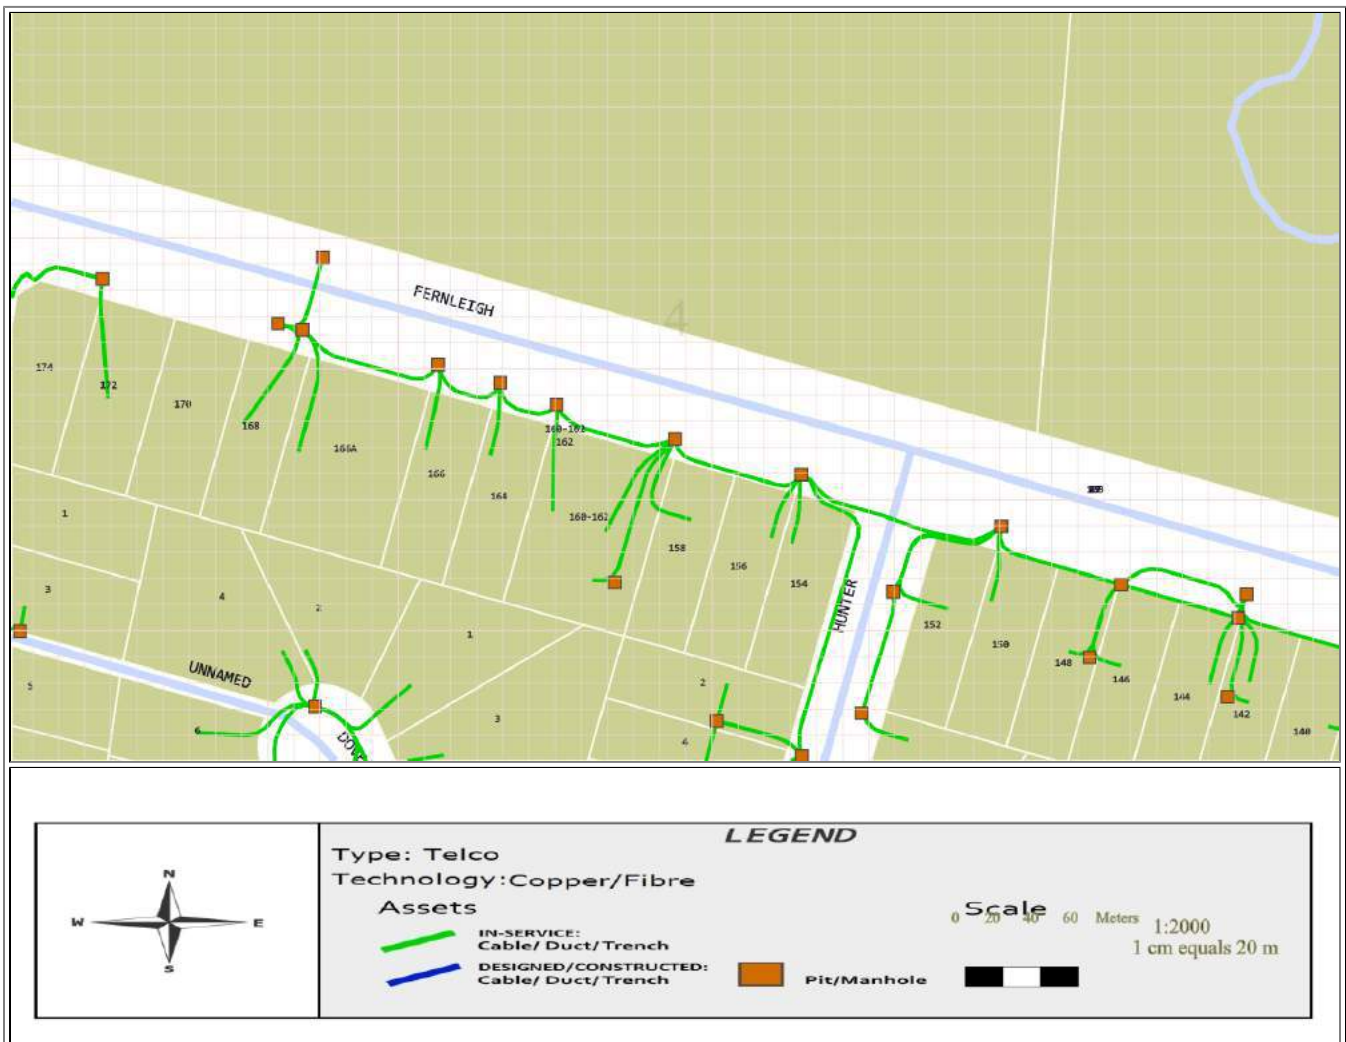 4
FERNLEIGH
174
172
170
168
166A
166
164
160-162
162
160-162
158
156
154
HUNTER
152
150
148
146
144
142
140
1
3
5
4
2
1
3
2
4
6
UNNAMED
LEGEND
Type: Telco
Technology:Copper/Fibre
Assets
IN-SERVICE:
Cable/ Duct/ Trench
DESIGNED/CONSTRUCTED:
Cable/ Duct/ Trench
Pit/Manhole
Scale
0 20 40 60 Meters
1:2000
1 cm equals 20 m
N
W
E
S